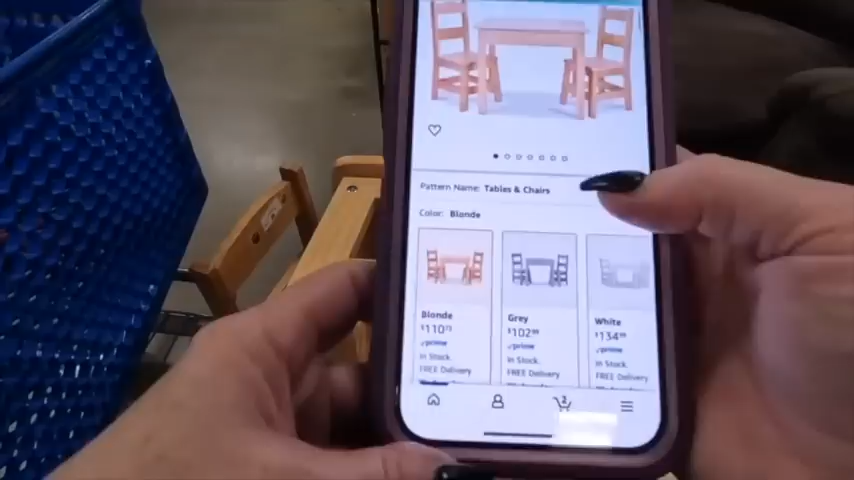 Pattern Name: Tables & Chairs
Color: Blonde
Blonde
$110
prime
In Stock.
FREE Delivery
Grey
$102
prime
In Stock.
FREE Delivery
White
$134
prime
In Stock.
FREE Delivery
2